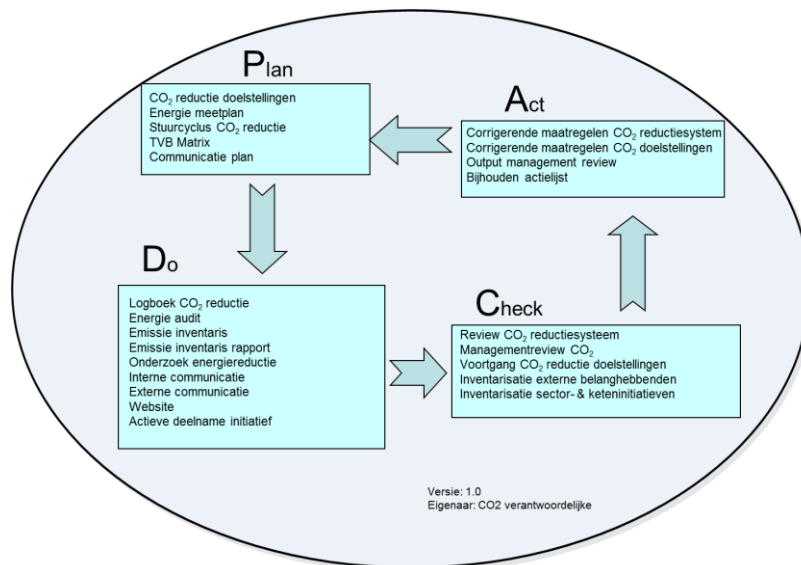 Plan
CO₂ reductie doelstellingen
Energie meetplan
Stuurcyclus CO₂ reductie
TVB Matrix
Communicatie plan
Act
Corrigerende maatregelen CO₂ reductiesystem
Corrigerende maatregelen CO₂ doelstellingen
Output management review
Bijhouden actielijst
Do
Logboek CO₂ reductie
Energie audit
Emissie inventaris
Emissie inventaris rapport
Onderzoek energiereductie
Interne communicatie
Externe communicatie
Website
Actieve deelname initiatief
Check
Review CO₂ reductiesysteem
Managementreview CO₂
Voortgang CO₂ reductie doelstellingen
Inventarisatie externe belanghebbenden
Inventarisatie sector- & keteninitiatieven
Versie: 1.0
Eigenaar: CO2 verantwoordelijke